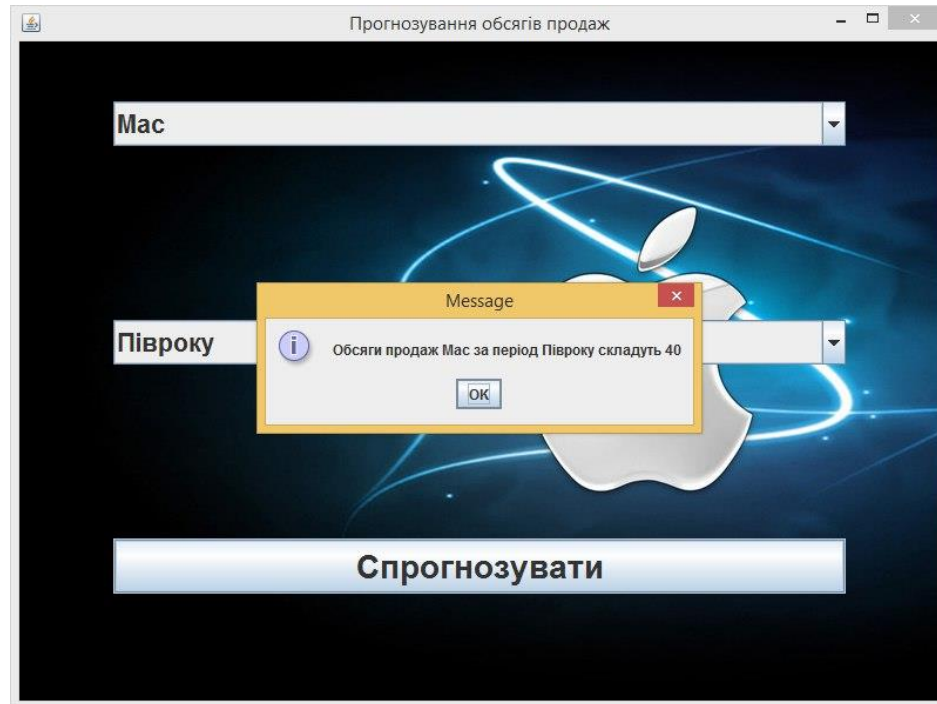 Прогнозування обсягів продаж
Mac
Message
Півроку
Обсяги продаж Mac за період Півроку складуть 40
OK
Спрогнозувати